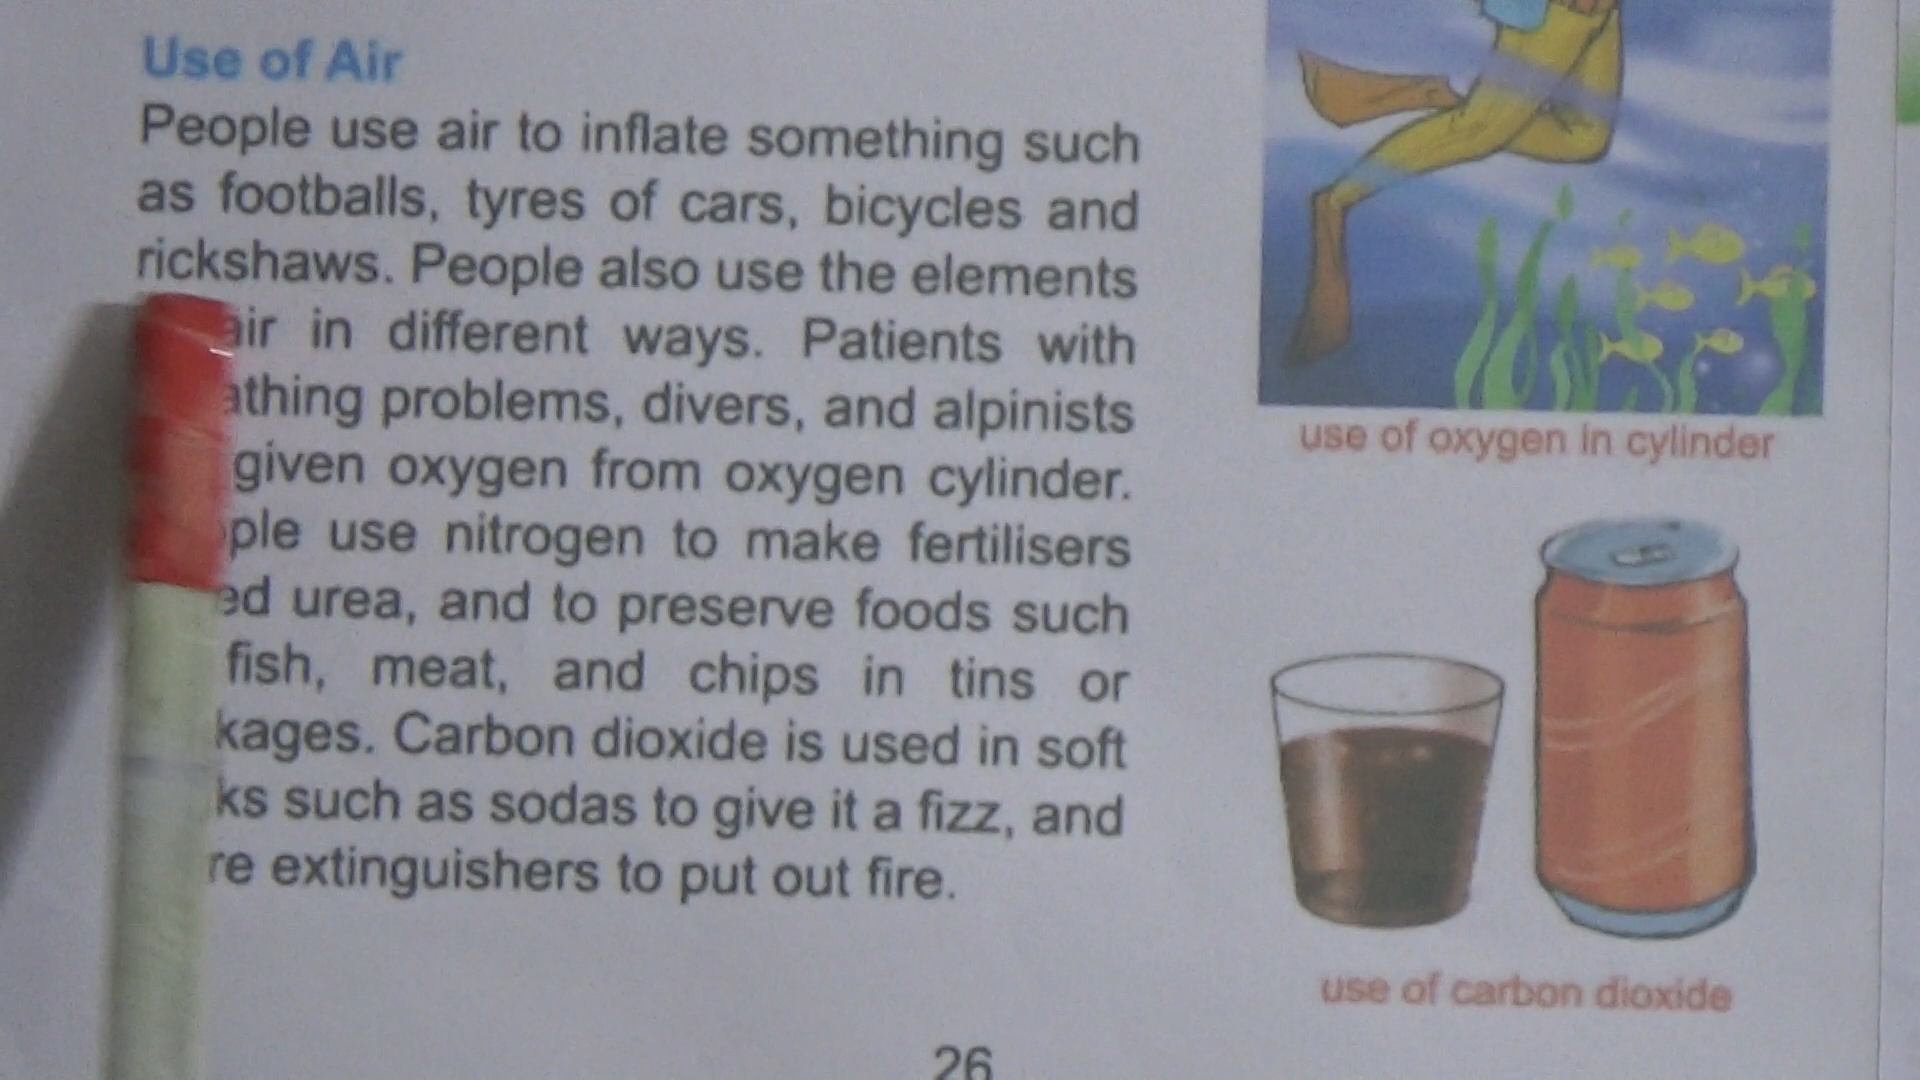 Use of Air
People use air to inflate something such
as footballs, tyres of cars, bicycles and
rickshaws. People also use the elements
air in different ways. Patients with
problems, divers, and alpinists
given oxygen from oxygen cylinder.
use nitrogen to make fertilisers
urea, and to preserve foods such
fish, meat, and chips in tins or
Carbon dioxide is used in soft
such as sodas to give it a fizz, and
extinguishers to put out fire.
use of oxygen in cylinder
use of carbon dioxide
26